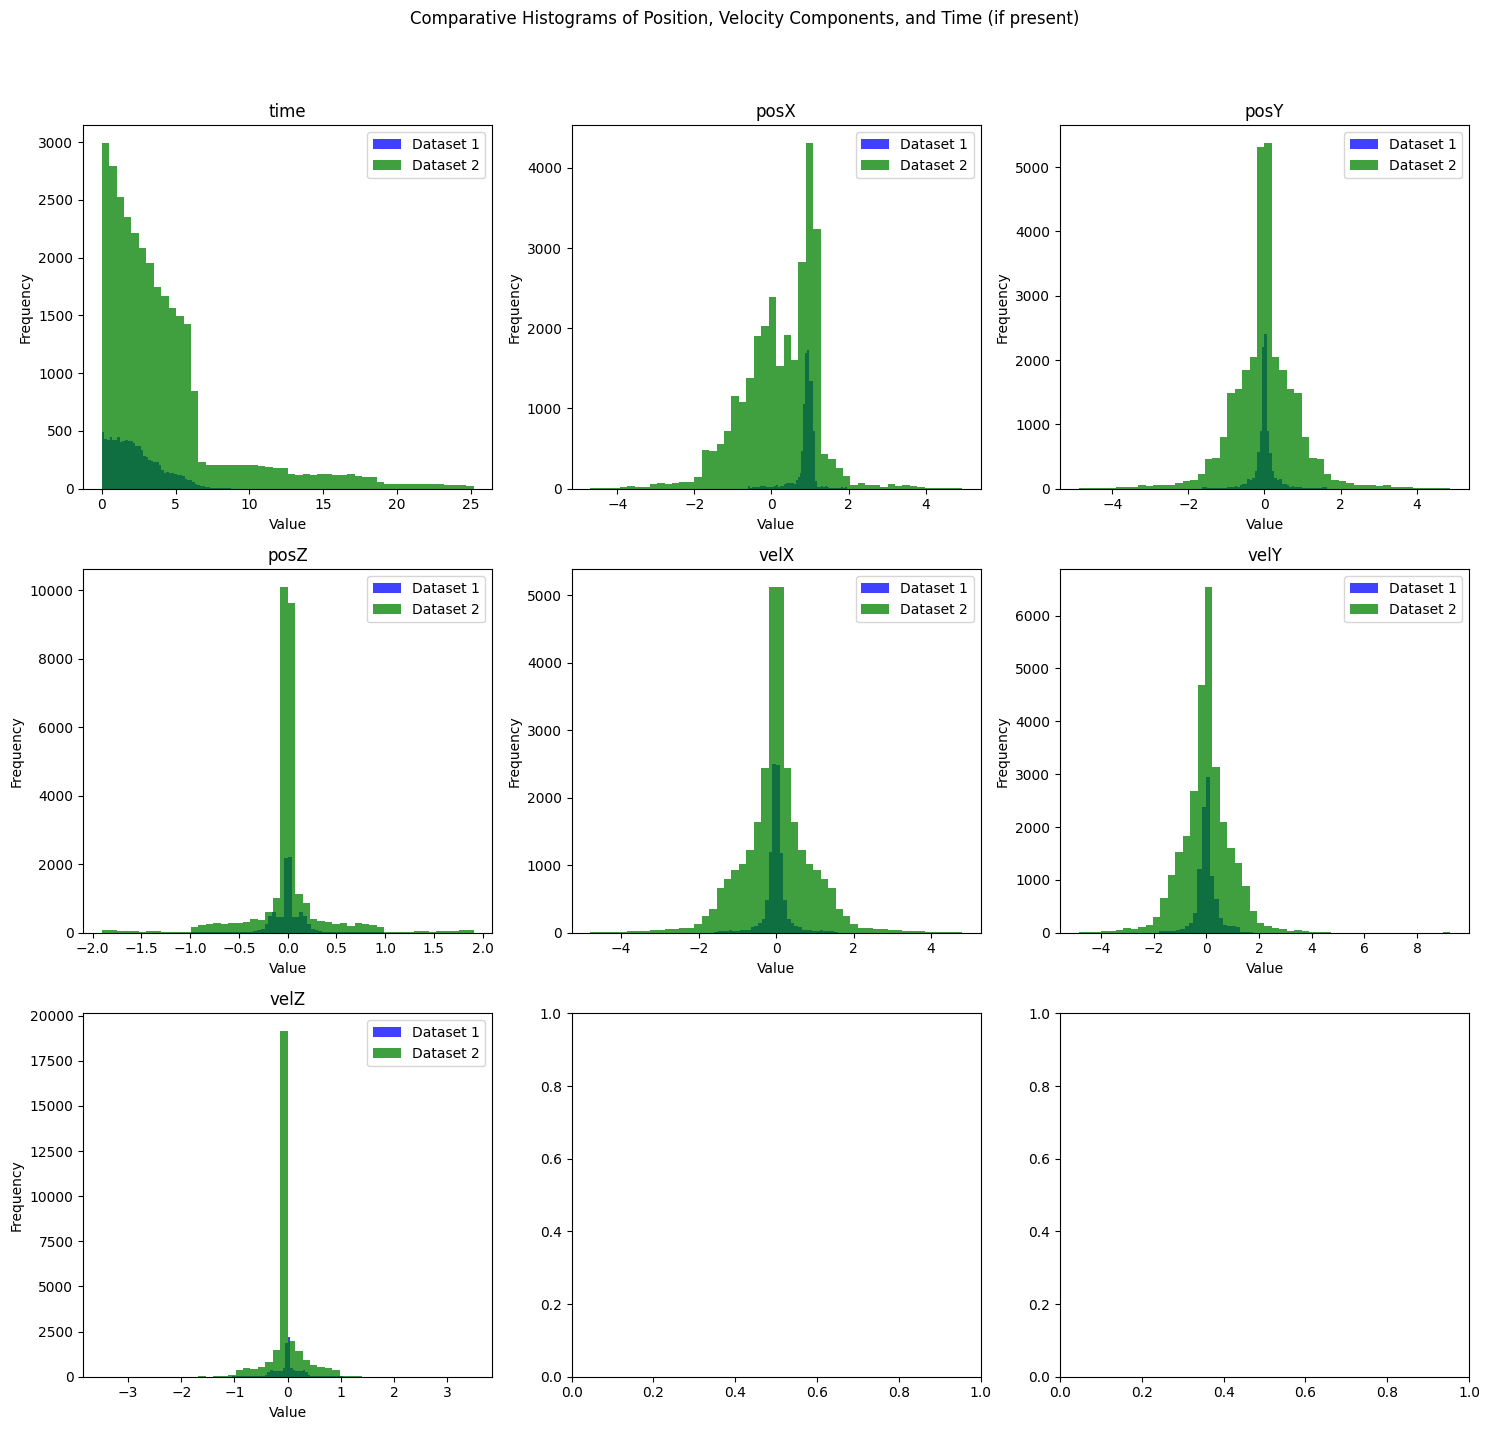 Comparative Histograms of Position, Velocity Components, and Time (if present)
time
Dataset 1
Dataset 2
Frequency
3000
2500
2000
1500
1000
500
0
0 5 10 15 20 25
Value
posX
Dataset 1
Dataset 2
Frequency
4000
3000
2000
1000
0
−4 −2 0 2 4
Value
posY
Dataset 1
Dataset 2
Frequency
5000
4000
3000
2000
1000
0
−4 −2 0 2 4
Value
posZ
Dataset 1
Dataset 2
Frequency
10000
8000
6000
4000
2000
0
−2.0 −1.5 −1.0 −0.5 0.0 0.5 1.0 1.5 2.0
Value
velX
Dataset 1
Dataset 2
Frequency
5000
4000
3000
2000
1000
0
−4 −2 0 2 4
Value
velY
Dataset 1
Dataset 2
Frequency
6000
5000
4000
3000
2000
1000
0
−4 −2 0 2 4 6 8
Value
velZ
Dataset 1
Dataset 2
Frequency
20000
17500
15000
12500
10000
7500
5000
2500
0
−3 −2 −1 0 1 2 3
Value
1.0
0.8
0.6
0.4
0.2
0.0
0.0 0.2 0.4 0.6 0.8 1.0
1.0
0.8
0.6
0.4
0.2
0.0
0.0 0.2 0.4 0.6 0.8 1.0